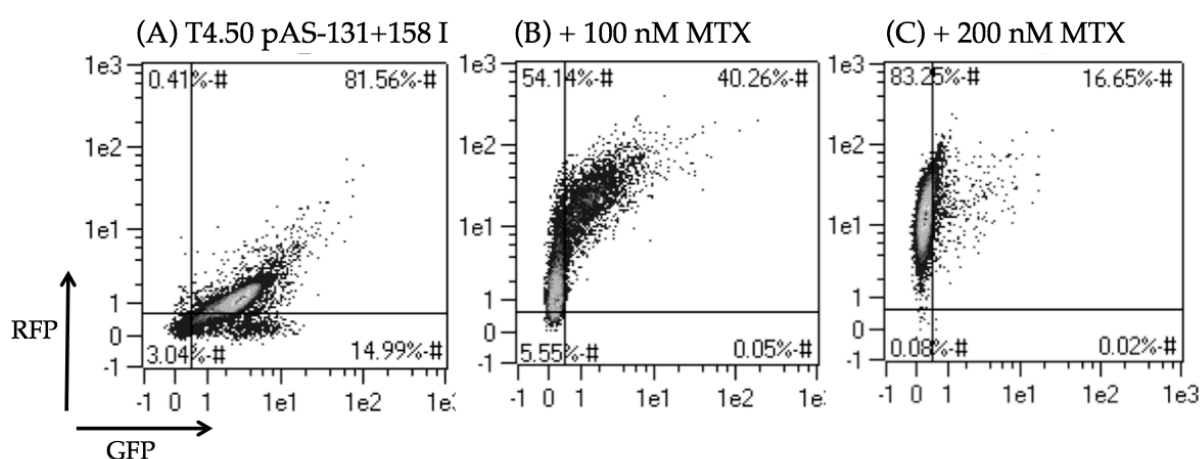 (A) T4.50 pAS-131+158 I
(B) + 100 nM MTX
(C) + 200 nM MTX
1e3
0.41%-#
81.56%-#
1e2
1e1
1
0
-1
3.04%-#
14.99%-#
-1 0 1 1e1 1e2 1e
1e3
54.14%-#
40.26%-#
1e2
1e1
1
0
-1
5.55%-#
0.05%-#
-1 0 1 1e1 1e2 1e
1e3
83.25%-#
16.65%-#
1e2
1e1
1
0
-1
0.08%-#
0.02%-#
-1 0 1 1e1 1e2 1e3
RFP
GFP